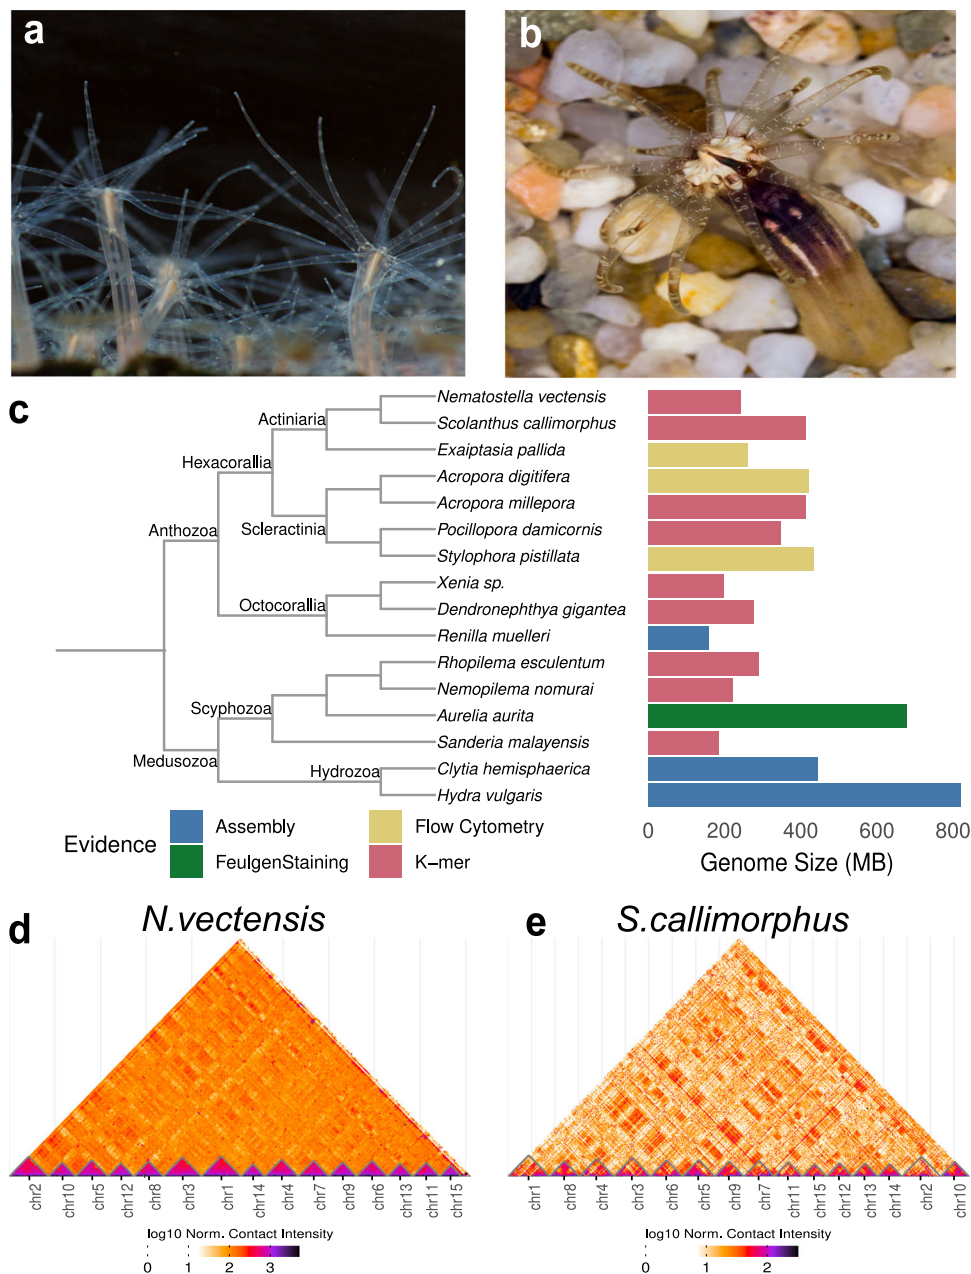 a
b
c
Nematostella vectensis
Actiniaria
Scolanthus callimorphus
Exaiptasia pallida
Hexacorallia
Acropora digitifera
Acropora millepora
Anthozoa
Scleractinia
Pocillopora damicornis
Stylophora pistillata
Xenia sp.
Octocorallia
Dendronephthya gigantea
Renilla muelleri
Rhopilema esculentum
Nemopilema nomurai
Scyphozoa
Aurelia aurita
Sanderia malayensis
Medusozoa
Hydrozoa
Clytia hemisphaerica
Hydra vulgaris
0 200 400 600 800
Genome Size (MB)
Evidence
Assembly
Flow Cytometry
FeulgenStaining
K-mer
d
N.vectensis
e
S.callimorphus
chr2 chr10 chr5 chr12 chr8 chr3 chr1 chr14 chr4 chr7 chr9 chr6 chr13 chr11 chr15
chr1 chr8 chr4 chr3 chr6 chr5 chr9 chr7 chr11 chr15 chr12 chr13 chr14 chr2 chr10
log10 Norm. Contact Intensity
0 1 2 3
log10 Norm. Contact Intensity
0 1 2